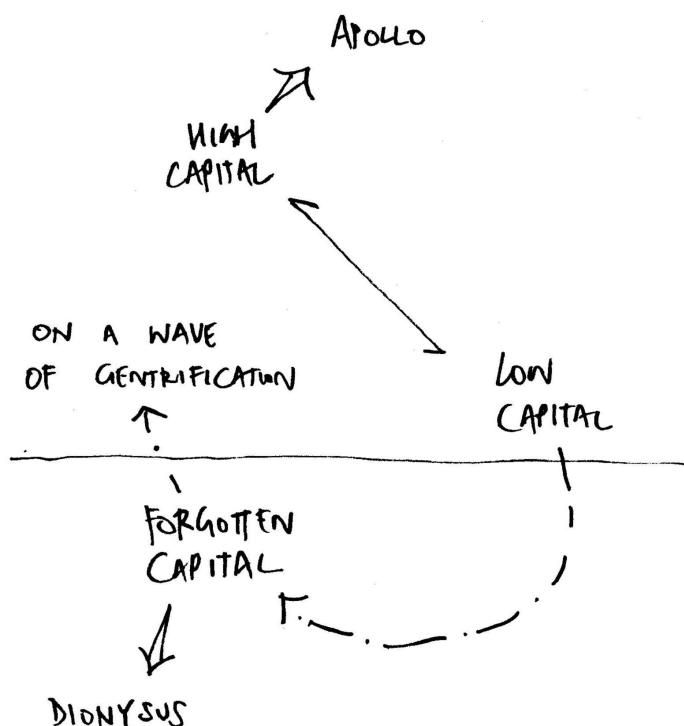 APOLLO
HIGH
CAPITAL
ON A WAVE
OF GENTRIFICATION
LOW
CAPITAL
FORGOTTEN
CAPITAL
DIONYSUS